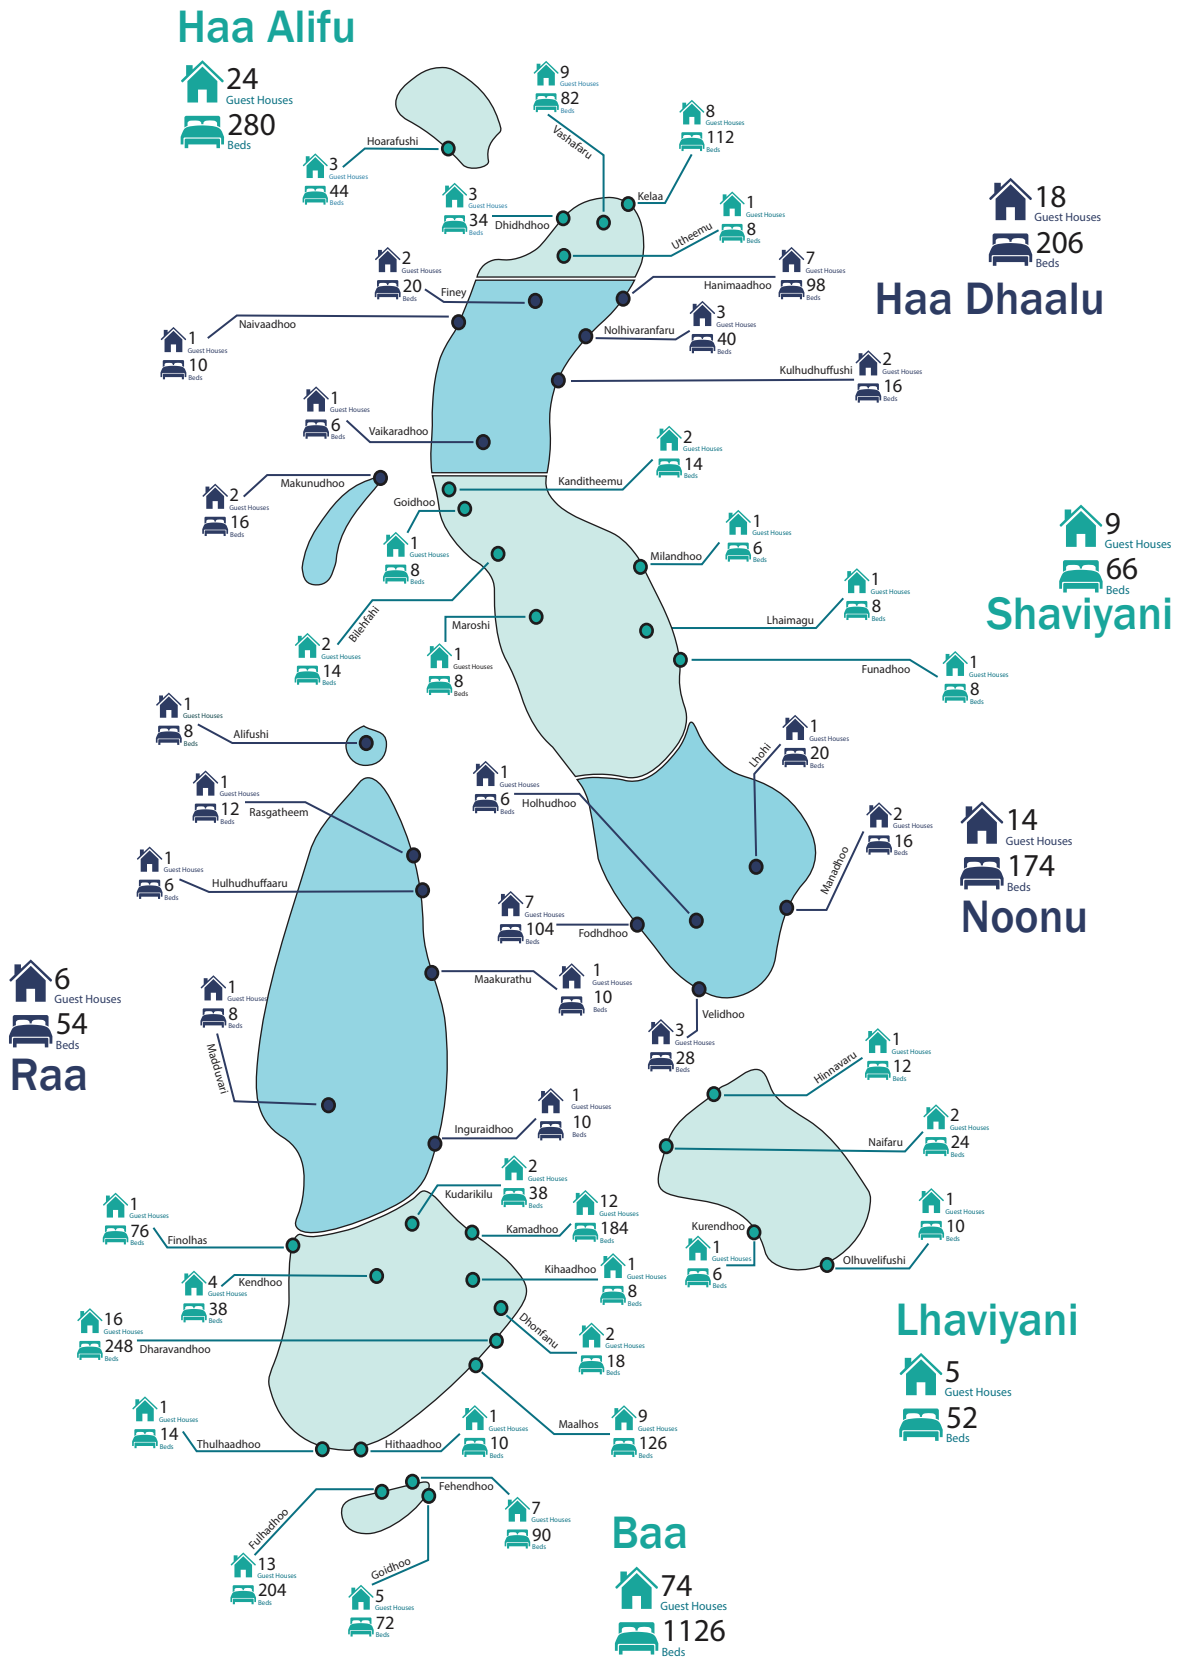 Haa Alifu
24
Guest Houses
280
Beds
9
Guest Houses
82
Beds
Vashafaru
8
Guest Houses
112
Beds
Kelaa
Hoarafushi
3
Guest Houses
44
Beds
3
Guest Houses
34
Beds
Dhidhdhoo
1
Guest Houses
8
Beds
Utheemu
18
Guest Houses
206
Beds
Haa Dhaalu
2
Guest Houses
20
Beds
Finey
7
Guest Houses
98
Beds
Hanimaadhoo
Naivaadhoo
1
Guest Houses
10
Beds
3
Guest Houses
40
Beds
Nolhivaranfaru
Kulhudhuffushi
2
Guest Houses
16
Beds
1
Guest Houses
6
Beds
Vaikaradhoo
Makunudhoo
2
Guest Houses
16
Beds
2
Guest Houses
14
Beds
Kanditheemu
Goidhoo
1
Guest Houses
8
Beds
1
Guest Houses
6
Beds
Milandhoo
9
Guest Houses
66
Beds
Shaviyani
Bilehfahi
2
Guest Houses
14
Beds
Maroshi
1
Guest Houses
8
Beds
Lhaimagu
1
Guest Houses
8
Beds
Funadhoo
1
Guest Houses
8
Beds
1
Guest Houses
8
Beds
Alifushi
1
Guest Houses
20
Beds
Lhohi
1
Guest Houses
12
Beds
Rasgatheem
1
Guest Houses
6
Beds
Holhudhoo
2
Guest Houses
16
Beds
Manadhoo
14
Guest Houses
174
Beds
Noonu
1
Guest Houses
6
Beds
Hulhudhuffaaru
7
Guest Houses
104
Beds
Fodhdhoo
6
Guest Houses
54
Beds
Raa
1
Guest Houses
8
Beds
Madduvari
Maakurathu
1
Guest Houses
10
Beds
Velidhoo
3
Guest Houses
28
Beds
Hinnavaru
1
Guest Houses
12
Beds
Inguraidhoo
1
Guest Houses
10
Beds
Naifaru
2
Guest Houses
24
Beds
2
Guest Houses
38
Beds
Kudarikilu
1
Guest Houses
76
Beds
Finolhas
Kamadhoo
12
Guest Houses
184
Beds
Kurendhoo
1
Guest Houses
6
Beds
Olhuvelifushi
1
Guest Houses
10
Beds
4
Guest Houses
38
Beds
Kendhoo
Kihaadhoo
1
Guest Houses
8
Beds
16
Guest Houses
248
Beds
Dharavandhoo
Dhonfanu
2
Guest Houses
18
Beds
Lhaviyani
5
Guest Houses
52
Beds
1
Guest Houses
14
Beds
Thulhaadhoo
Hithaadhoo
1
Guest Houses
10
Beds
Maalhos
9
Guest Houses
126
Beds
Fehendhoo
7
Guest Houses
90
Beds
Fulhadhoo
13
Guest Houses
204
Beds
Goidhoo
5
Guest Houses
72
Beds
Baa
74
Guest Houses
1126
Beds